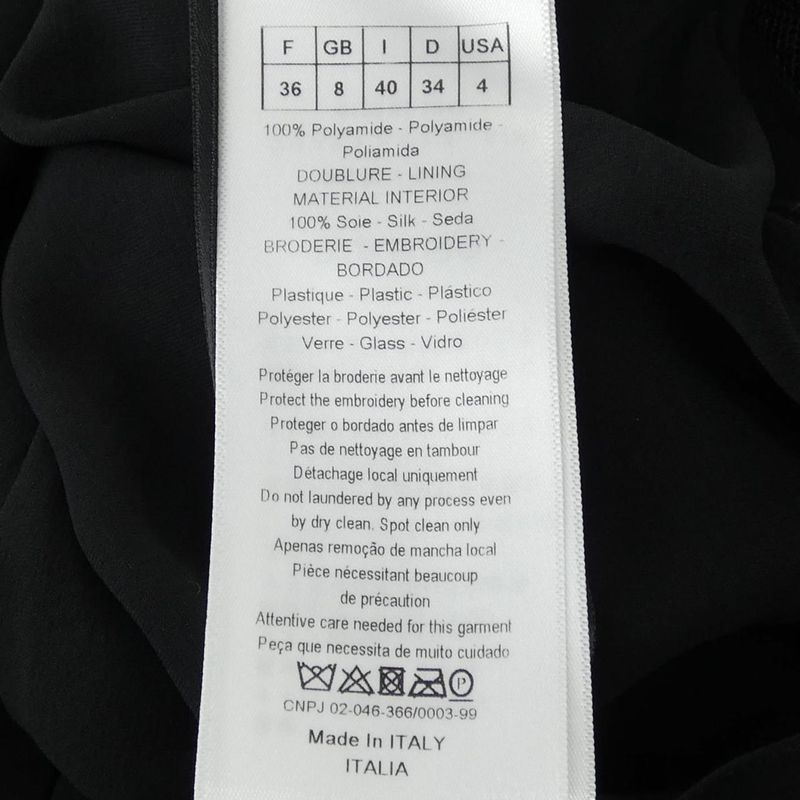 F GB I D USA
36 8 40 34 4
100% Polyamide - Polyamide -
Poliamida
DOUBLURE - LINING
MATERIAL INTERIOR
100% Soie - Silk - Seda
BRODERIE - EMBROIDERY -
BORDADO
Plastique - Plastic - Plástico
Polyester - Polyester - Poliéster
Verre - Glass - Vidro
Protéger la broderie avant le nettoyage
Protect the embroidery before cleaning
Proteger o bordado antes de limpar
Pas de nettoyage en tambour
Détachage local uniquement
Do not laundered by any process even
by dry clean. Spot clean only
Apenas remoção de mancha local
Pièce nécessitant beaucoup
de précaution
Attentive care needed for this garment
Peça que necessita de muito cuidado
P
CNPJ 02-046-366/0003-99
Made In ITALY
ITALIA